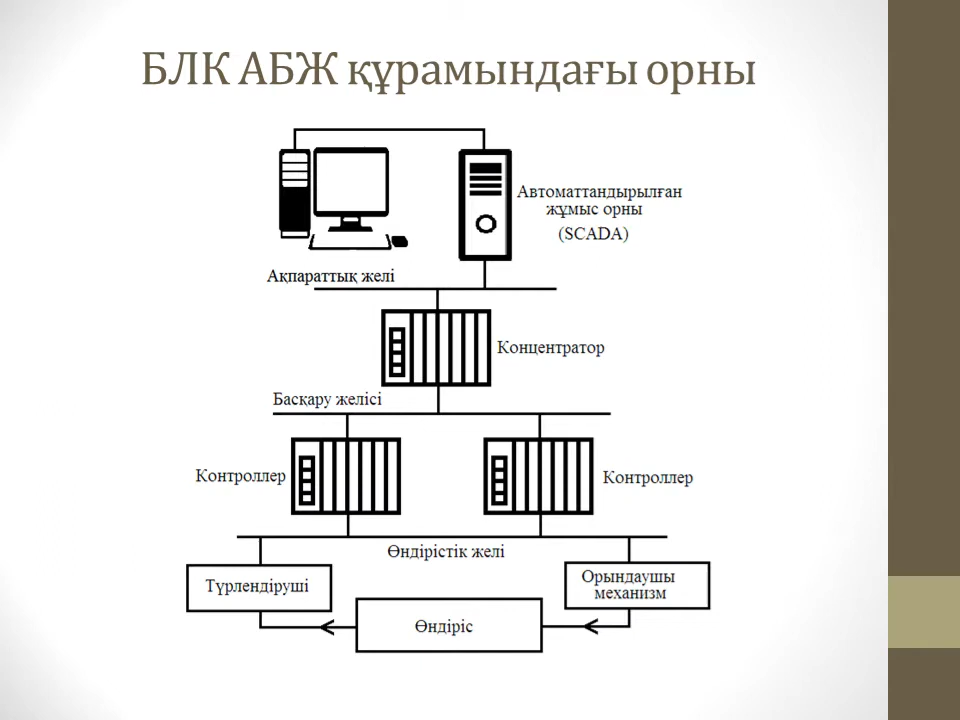 БЛК АБЖ құрамындағы орны
Автоматтандырылған
жұмыс орны
(SCADA)
Ақпараттық желі
Концентратор
Басқару желісі
Контроллер
Контроллер
Өндірістік желі
Түрлендіруші
Орындаушы
механизм
Өндіріс